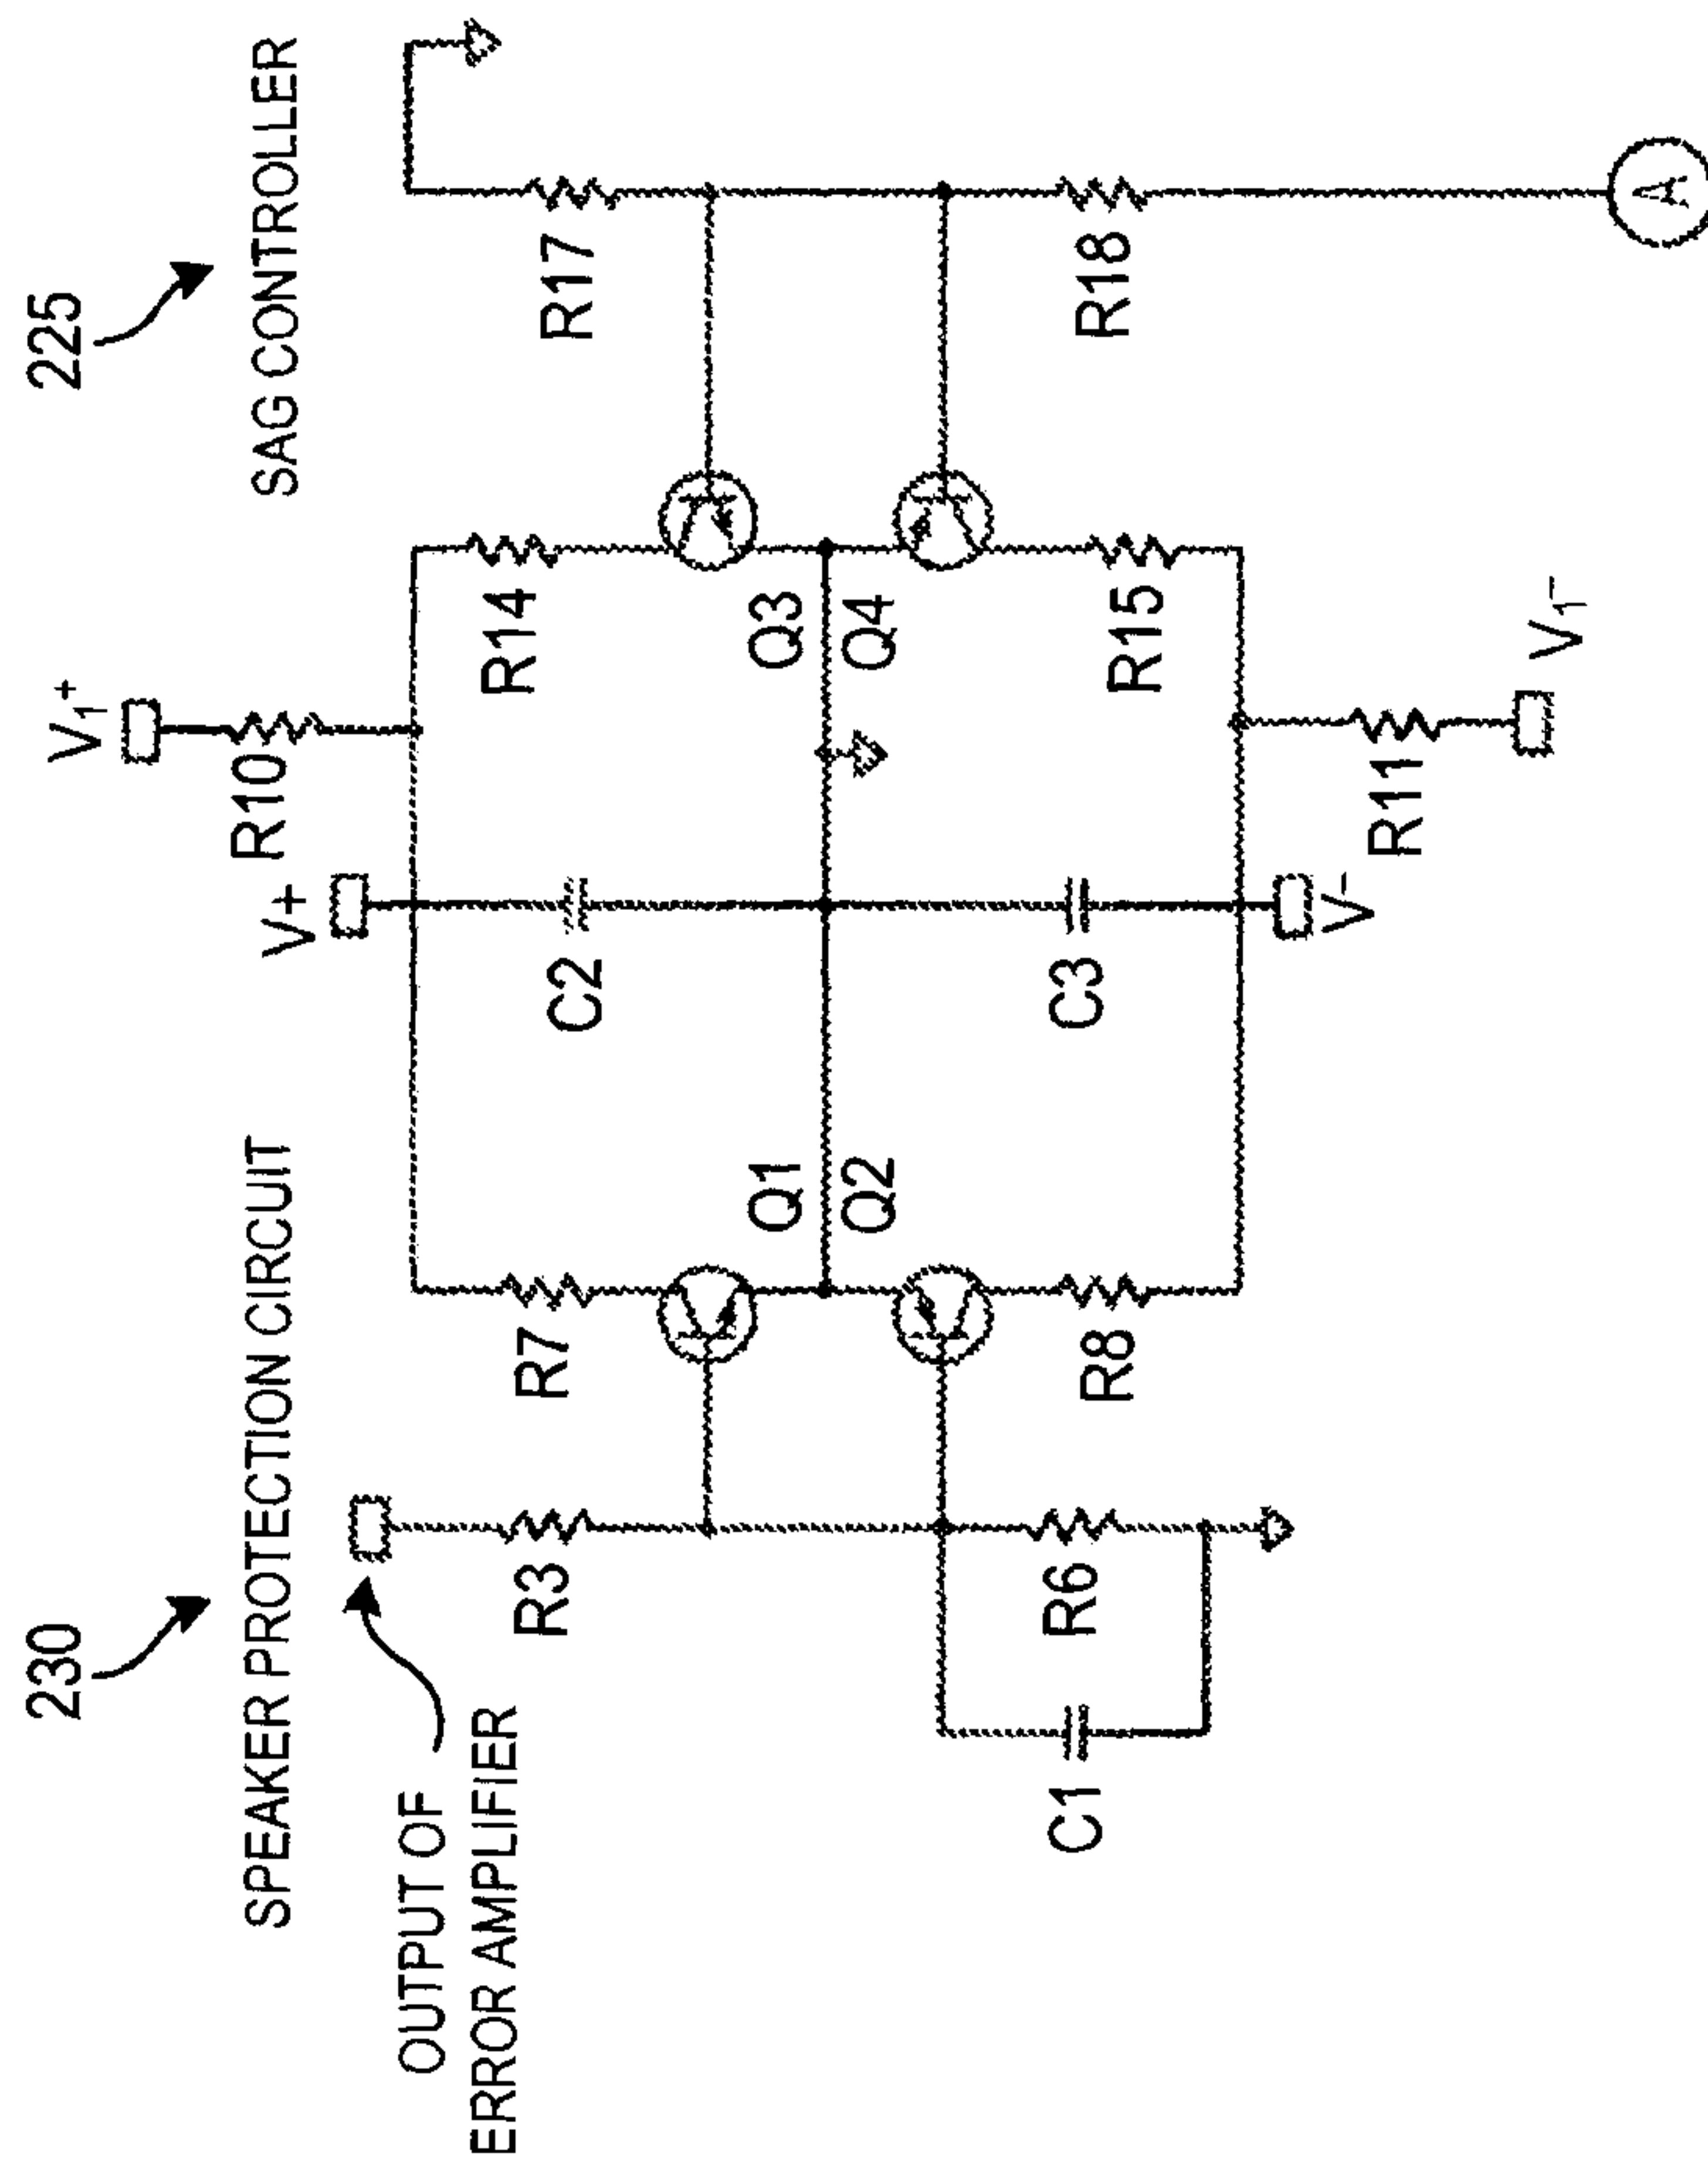 230
SPEAKER PROTECTION CIRCUIT
225
SAG CONTROLLER
OUTPUT OF
ERROR AMPLIFIER
V1+
R10
V+
R3
R7
C2
R14
R17
Q1
Q2
Q3
Q4
C1
R6
R8
C3
R15
R18
V-
R11
V1-
A